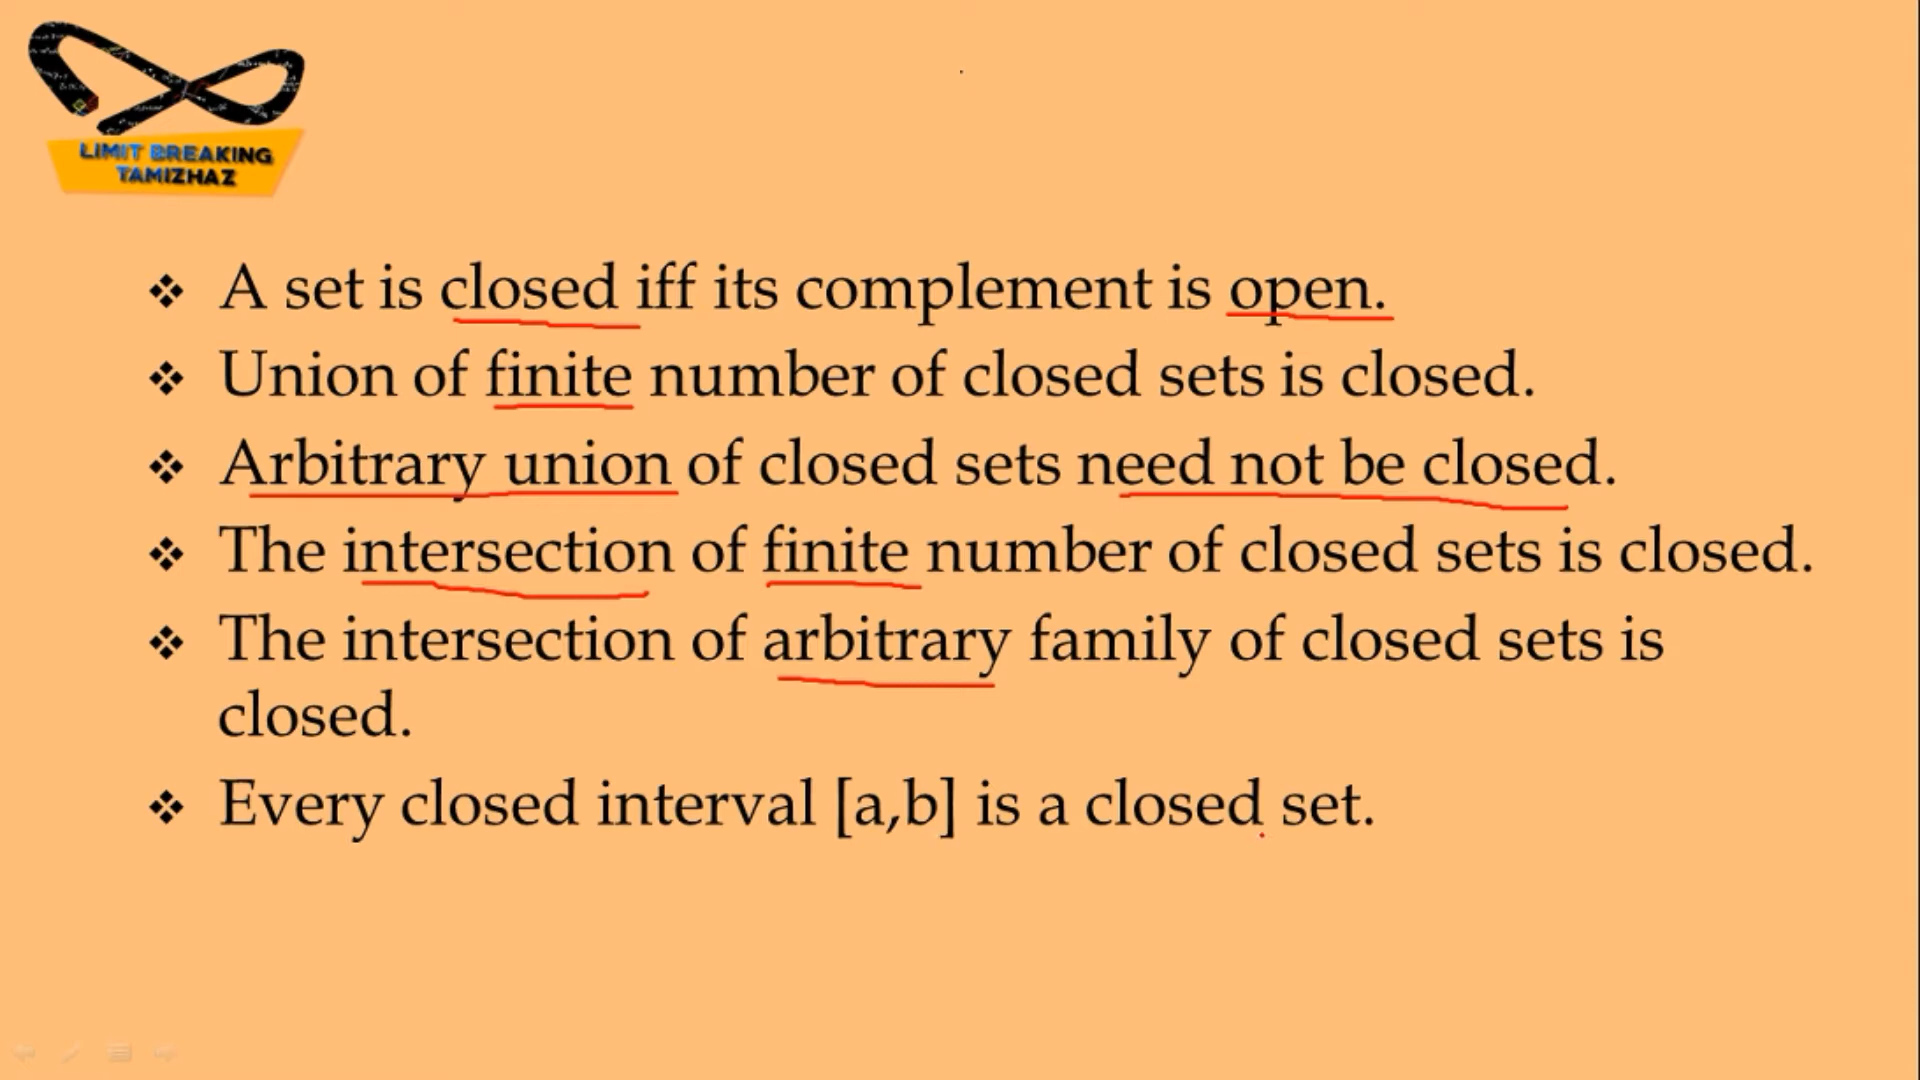 LIMIT BREAKING
TAMIZHAZ
❖ A set is closed iff its complement is open.
❖ Union of finite number of closed sets is closed.
❖ Arbitrary union of closed sets need not be closed.
❖ The intersection of finite number of closed sets is closed.
❖ The intersection of arbitrary family of closed sets is
closed.
❖ Every closed interval [a,b] is a closed set.